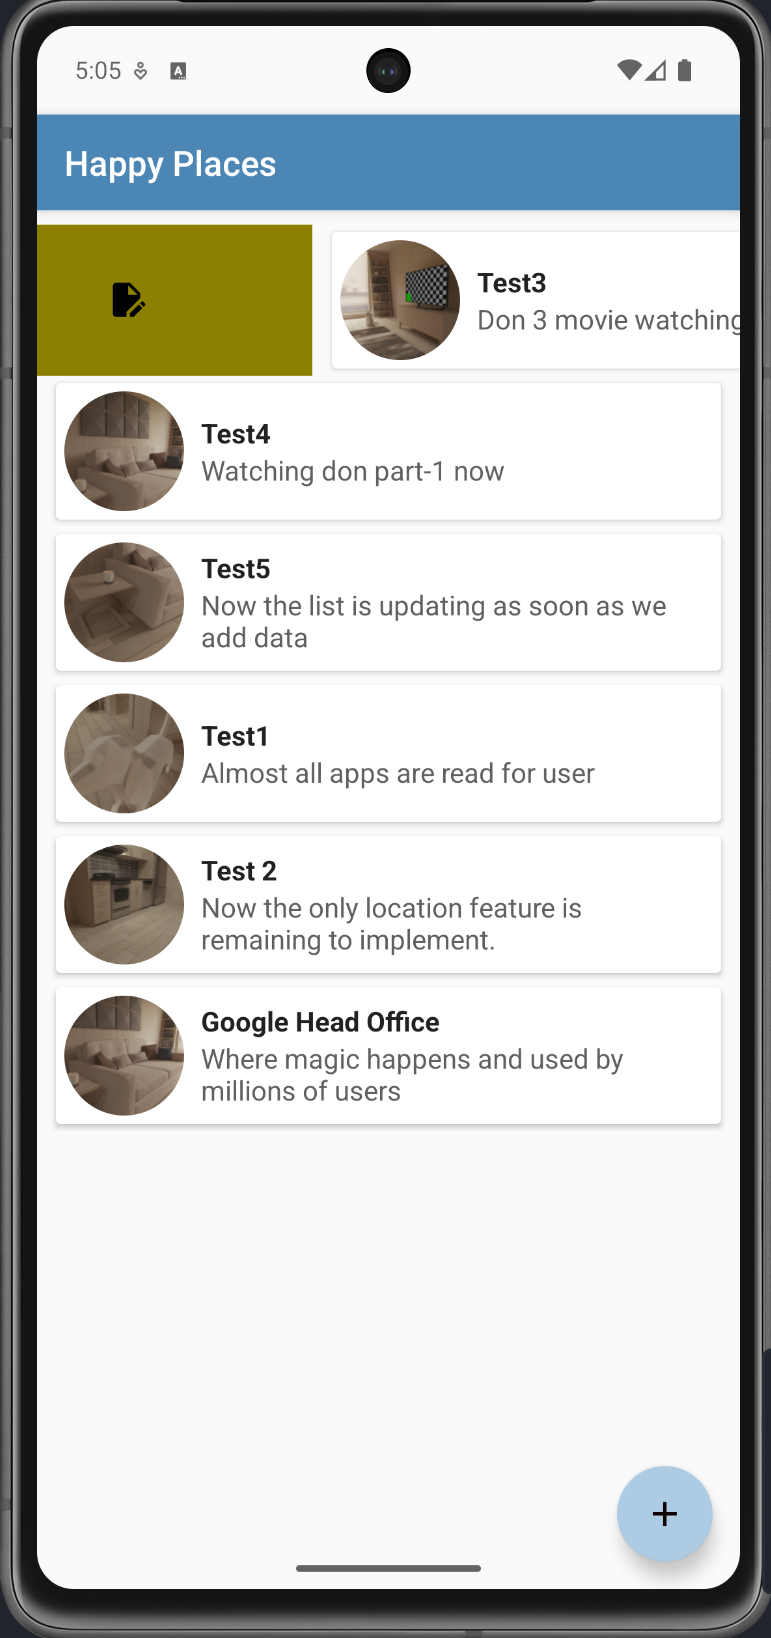 5:05
A
Happy Places
Test3
Don 3 movie watching
Test4
Watching don part-1 now
Test5
Now the list is updating as soon as we
add data
Test1
Almost all apps are read for user
Test 2
Now the only location feature is
remaining to implement.
Google Head Office
Where magic happens and used by
millions of users